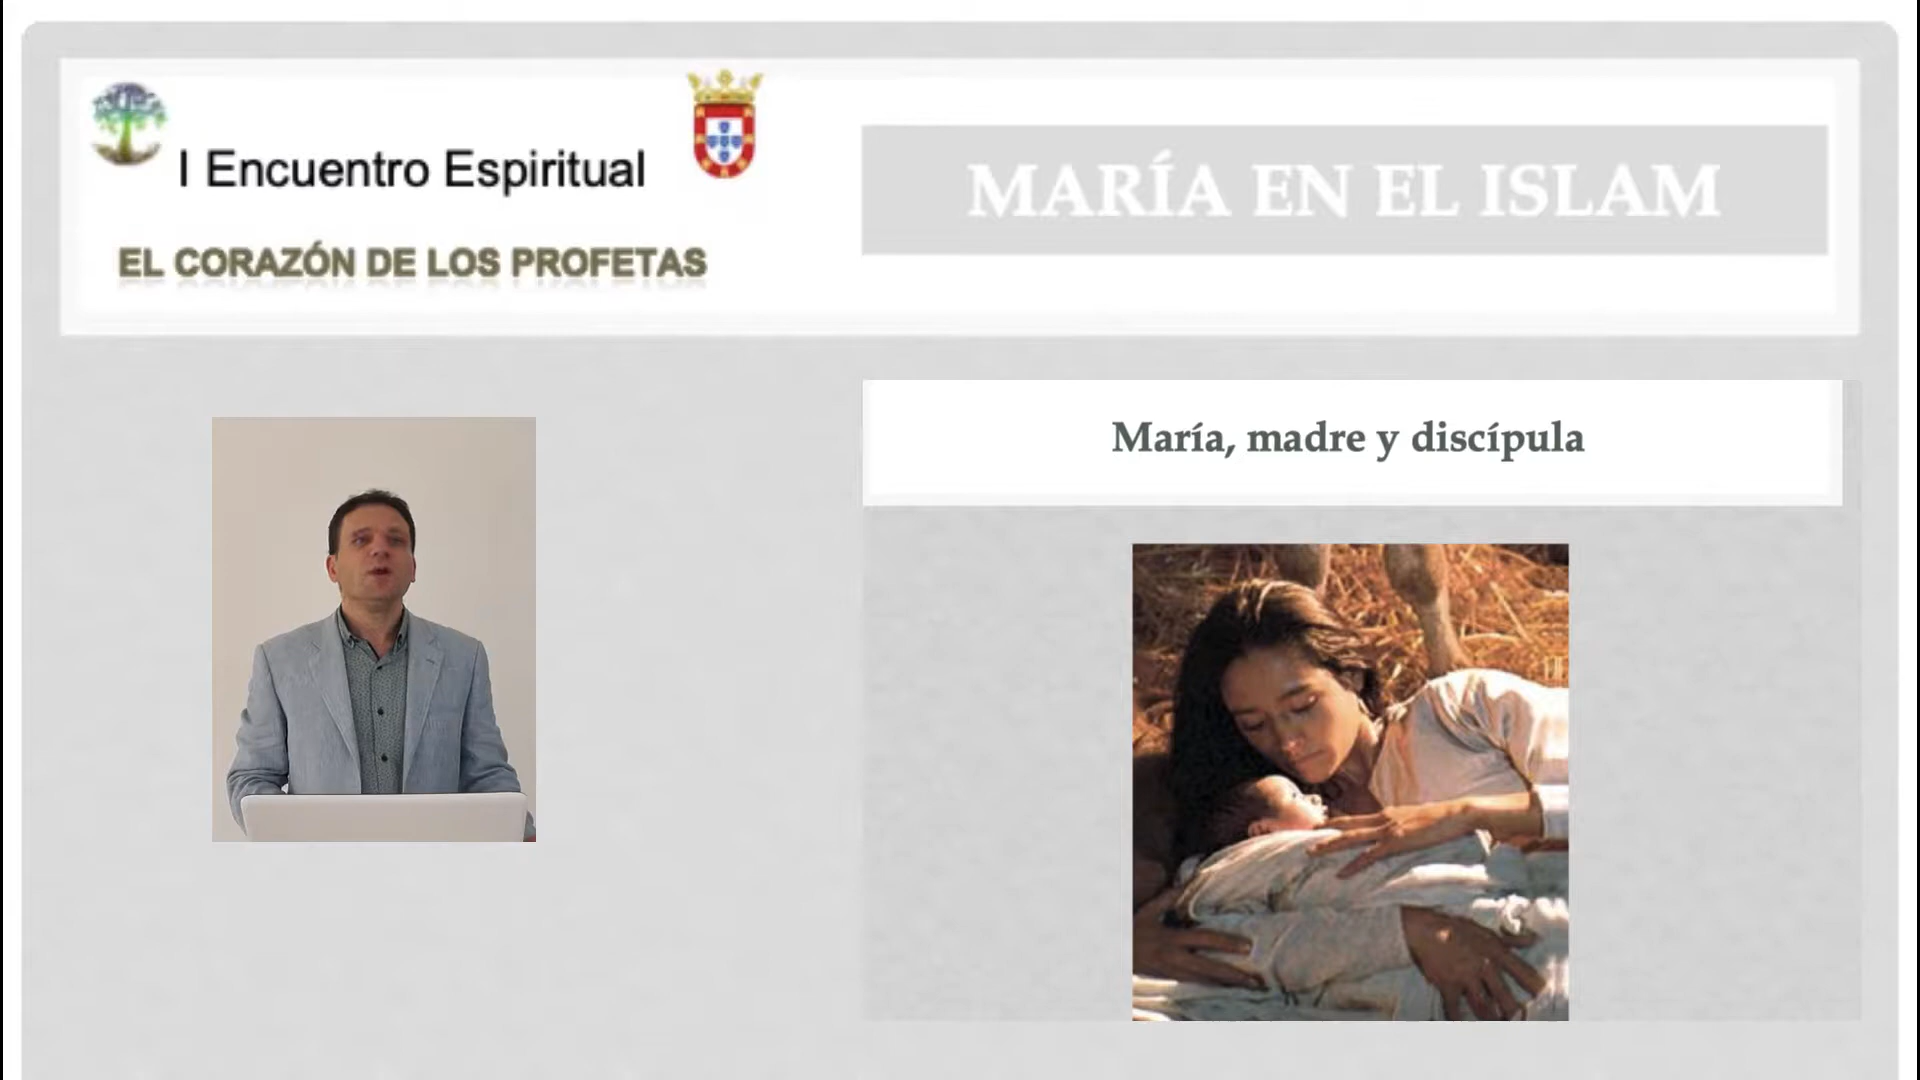 I Encuentro Espiritual
EL CORAZÓN DE LOS PROFETAS
MARÍA EN EL ISLAM
María, madre y discípula